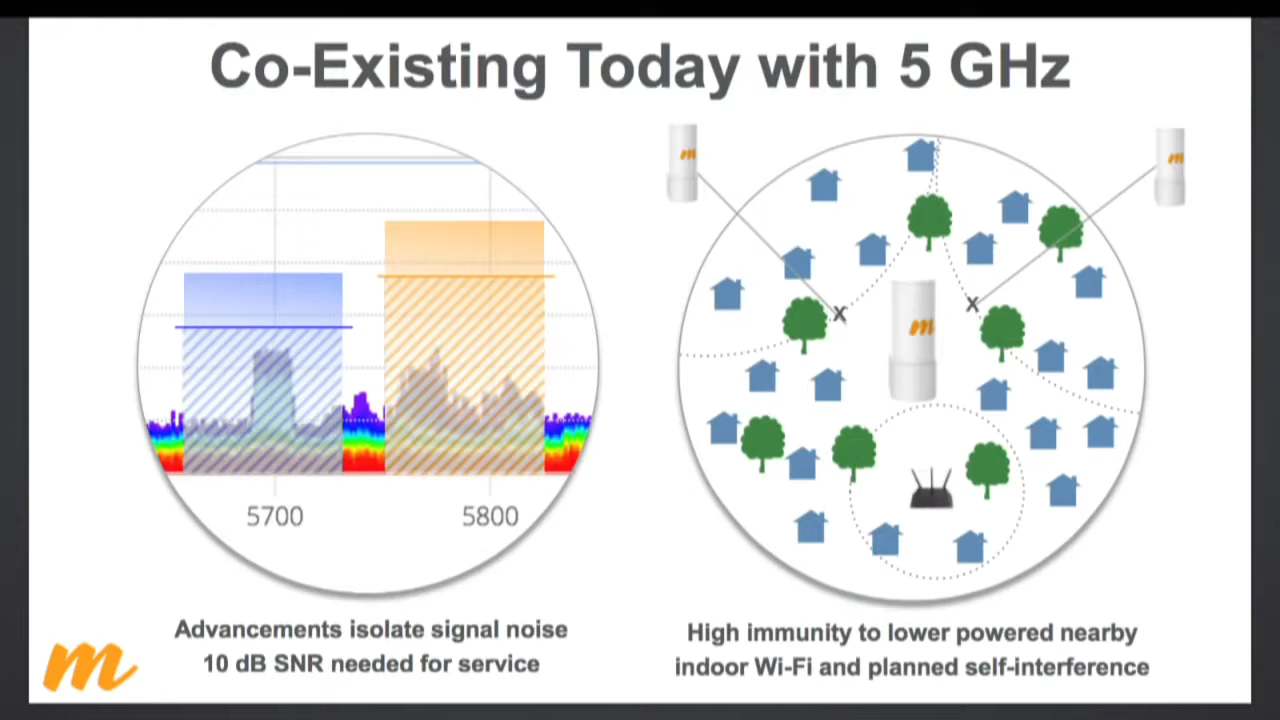 Co-Existing Today with 5 GHz
5700
5800
Advancements isolate signal noise
10 dB SNR needed for service
m
m
m
X
X
High immunity to lower powered nearby
indoor Wi-Fi and planned self-interference
m